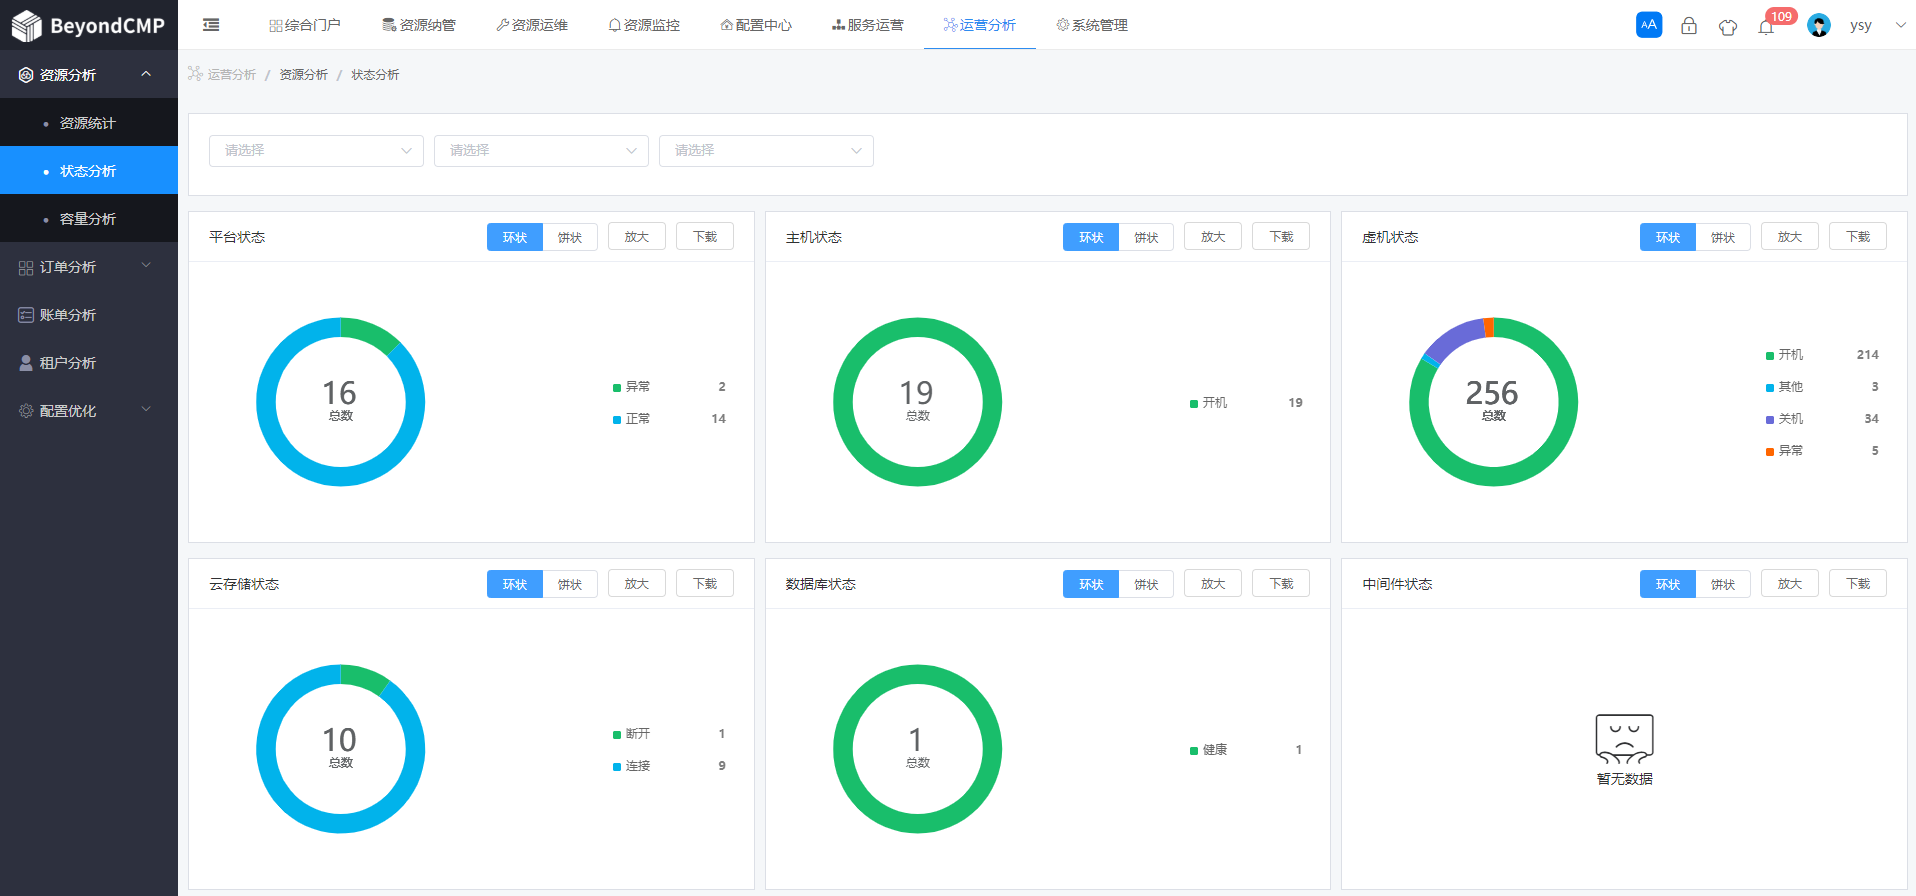 BeyondCMP
综合门户 资源纳管 资源运维 资源监控 配置中心 服务运营 运营分析 系统管理
AA 109 ysy
资源分析
资源统计
状态分析
容量分析
订单分析
账单分析
租户分析
配置优化
运营分析 / 资源分析 / 状态分析
请选择 请选择 请选择
平台状态 环状 饼状 放大 下载
16
总数
异常 2
正常 14
主机状态 环状 饼状 放大 下载
19
总数
开机 19
虚机状态 环状 饼状 放大 下载
256
总数
开机 214
其他 3
关机 34
异常 5
云存储状态 环状 饼状 放大 下载
10
总数
断开 1
连接 9
数据库状态 环状 饼状 放大 下载
1
总数
健康 1
中间件状态 环状 饼状 放大 下载
暂无数据